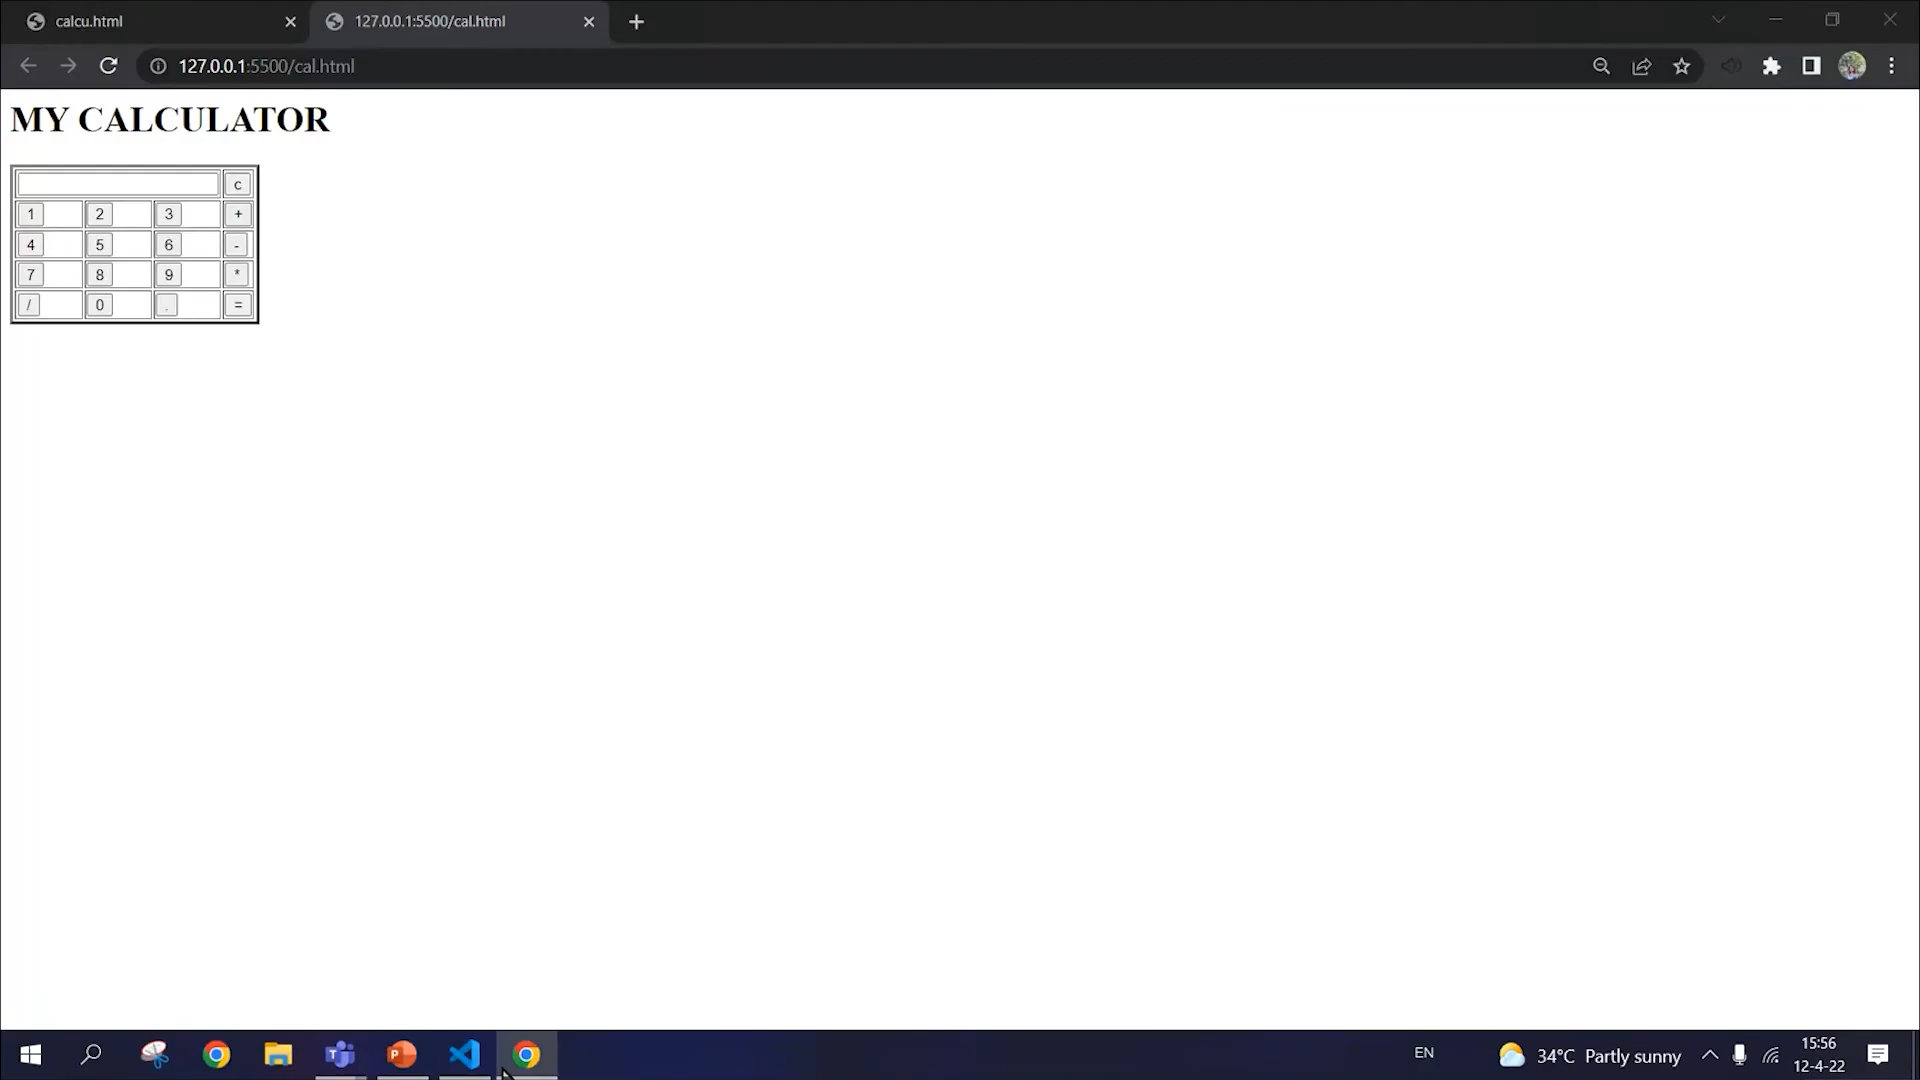 calcu.html
127.0.0.1:5500/cal.html
127.0.0.1:5500/cal.html
MY CALCULATOR
c
1 2 3 +
4 5 6 -
7 8 9 *
/ 0 . =
EN
34°C Partly sunny
15:56
12-4-22